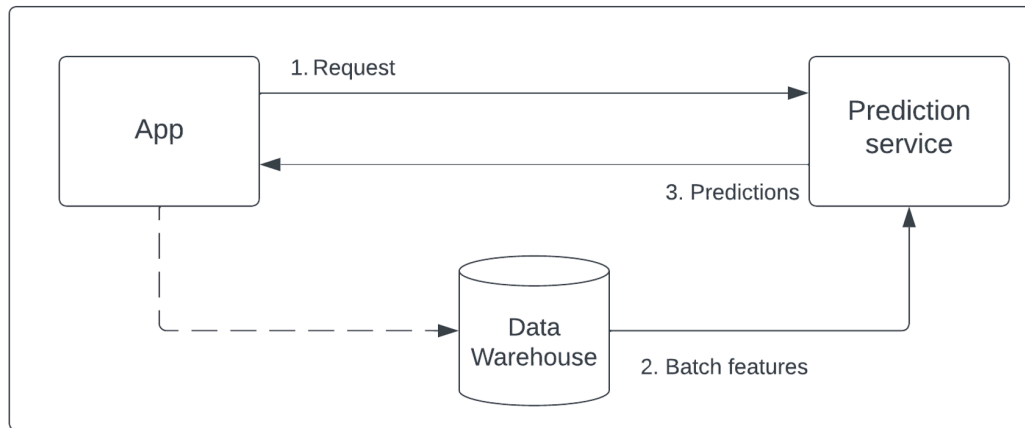 1. Request
App
Prediction
service
3. Predictions
Data
Warehouse
2. Batch features